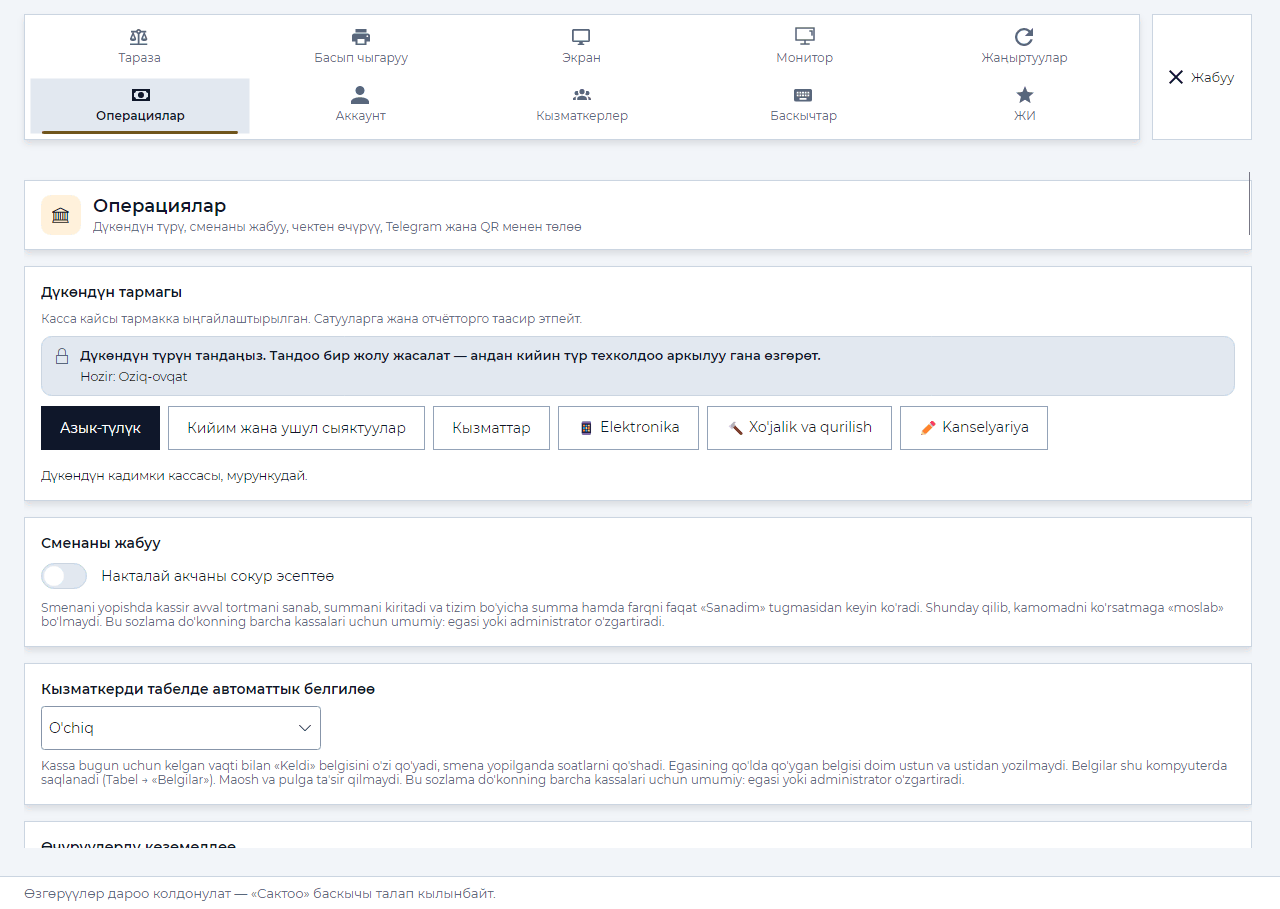 Тараза
Басып чыгаруу
Экран
Монитор
Жаңыртуулар
Жабуу
Операциялар
Аккаунт
Кызматкерлер
Баскычтар
ЖИ
Операциялар
Дүкөндүн түрү, сменаны жабуу, чектен өчүрүү, Telegram жана QR менен төлөө
Дүкөндүн тармагы
Касса кайсы тармакка ыңгайлаштырылган. Сатууларга жана отчётторго таасир этпейт.
Дүкөндүн түрүн тандаңыз. Тандоо бир жолу жасалат — андан кийин түр техколдоо аркылуу гана өзгөрөт.
Hozir: Oziq-ovqat
Азык-түлүк
Кийим жана ушул сыяктуулар
Кызматтар
Elektronika
Xo'jalik va qurilish
Kanselyariya
Дүкөндүн кадимки кассасы, мурункудай.
Сменаны жабуу
Накталай акчаны сокур эсептөө
Smenani yopishda kassir avval tortmani sanab, summani kiritadi va tizim bo'yicha summa hamda farqni faqat «Sanadim» tugmasidan keyin ko'radi. Shunday qilib, kamomadni ko'rsatmaga «moslab»
bo'lmaydi. Bu sozlama do'konning barcha kassalari uchun umumiy: egasi yoki administrator o'zgartiradi.
Кызматкерди табелде автоматтык белгилөө
O'chiq
Kassa bugun uchun kelgan vaqti bilan «Keldi» belgisini o'zi qo'yadi, smena yopilganda soatlarni qo'shadi. Egasining qo'lda qo'ygan belgisi doim ustun va ustidan yozilmaydi. Belgilar shu kompyuterda
saqlanadi (Tabel → «Belgilar»). Maosh va pulga ta'sir qilmaydi. Bu sozlama do'konning barcha kassalari uchun umumiy: egasi yoki administrator o'zgartiradi.
Өчүрүүлөрдү көзөмөлдөө
Өзгөрүүлөр дароо колдонулат — «Сактоо» баскычы талап кылынбайт.